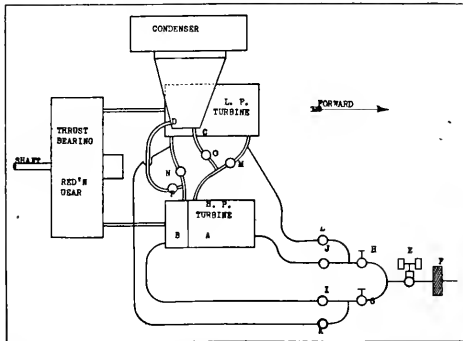 CONDENSER
L. P.
TURBINE
FORWARD
D
C
O
M
N
P
THRUST
BEARING
RED'N
GEAR
SHAFT
H. P.
TURBINE
B
A
L
J
H
E
F
I
G
K